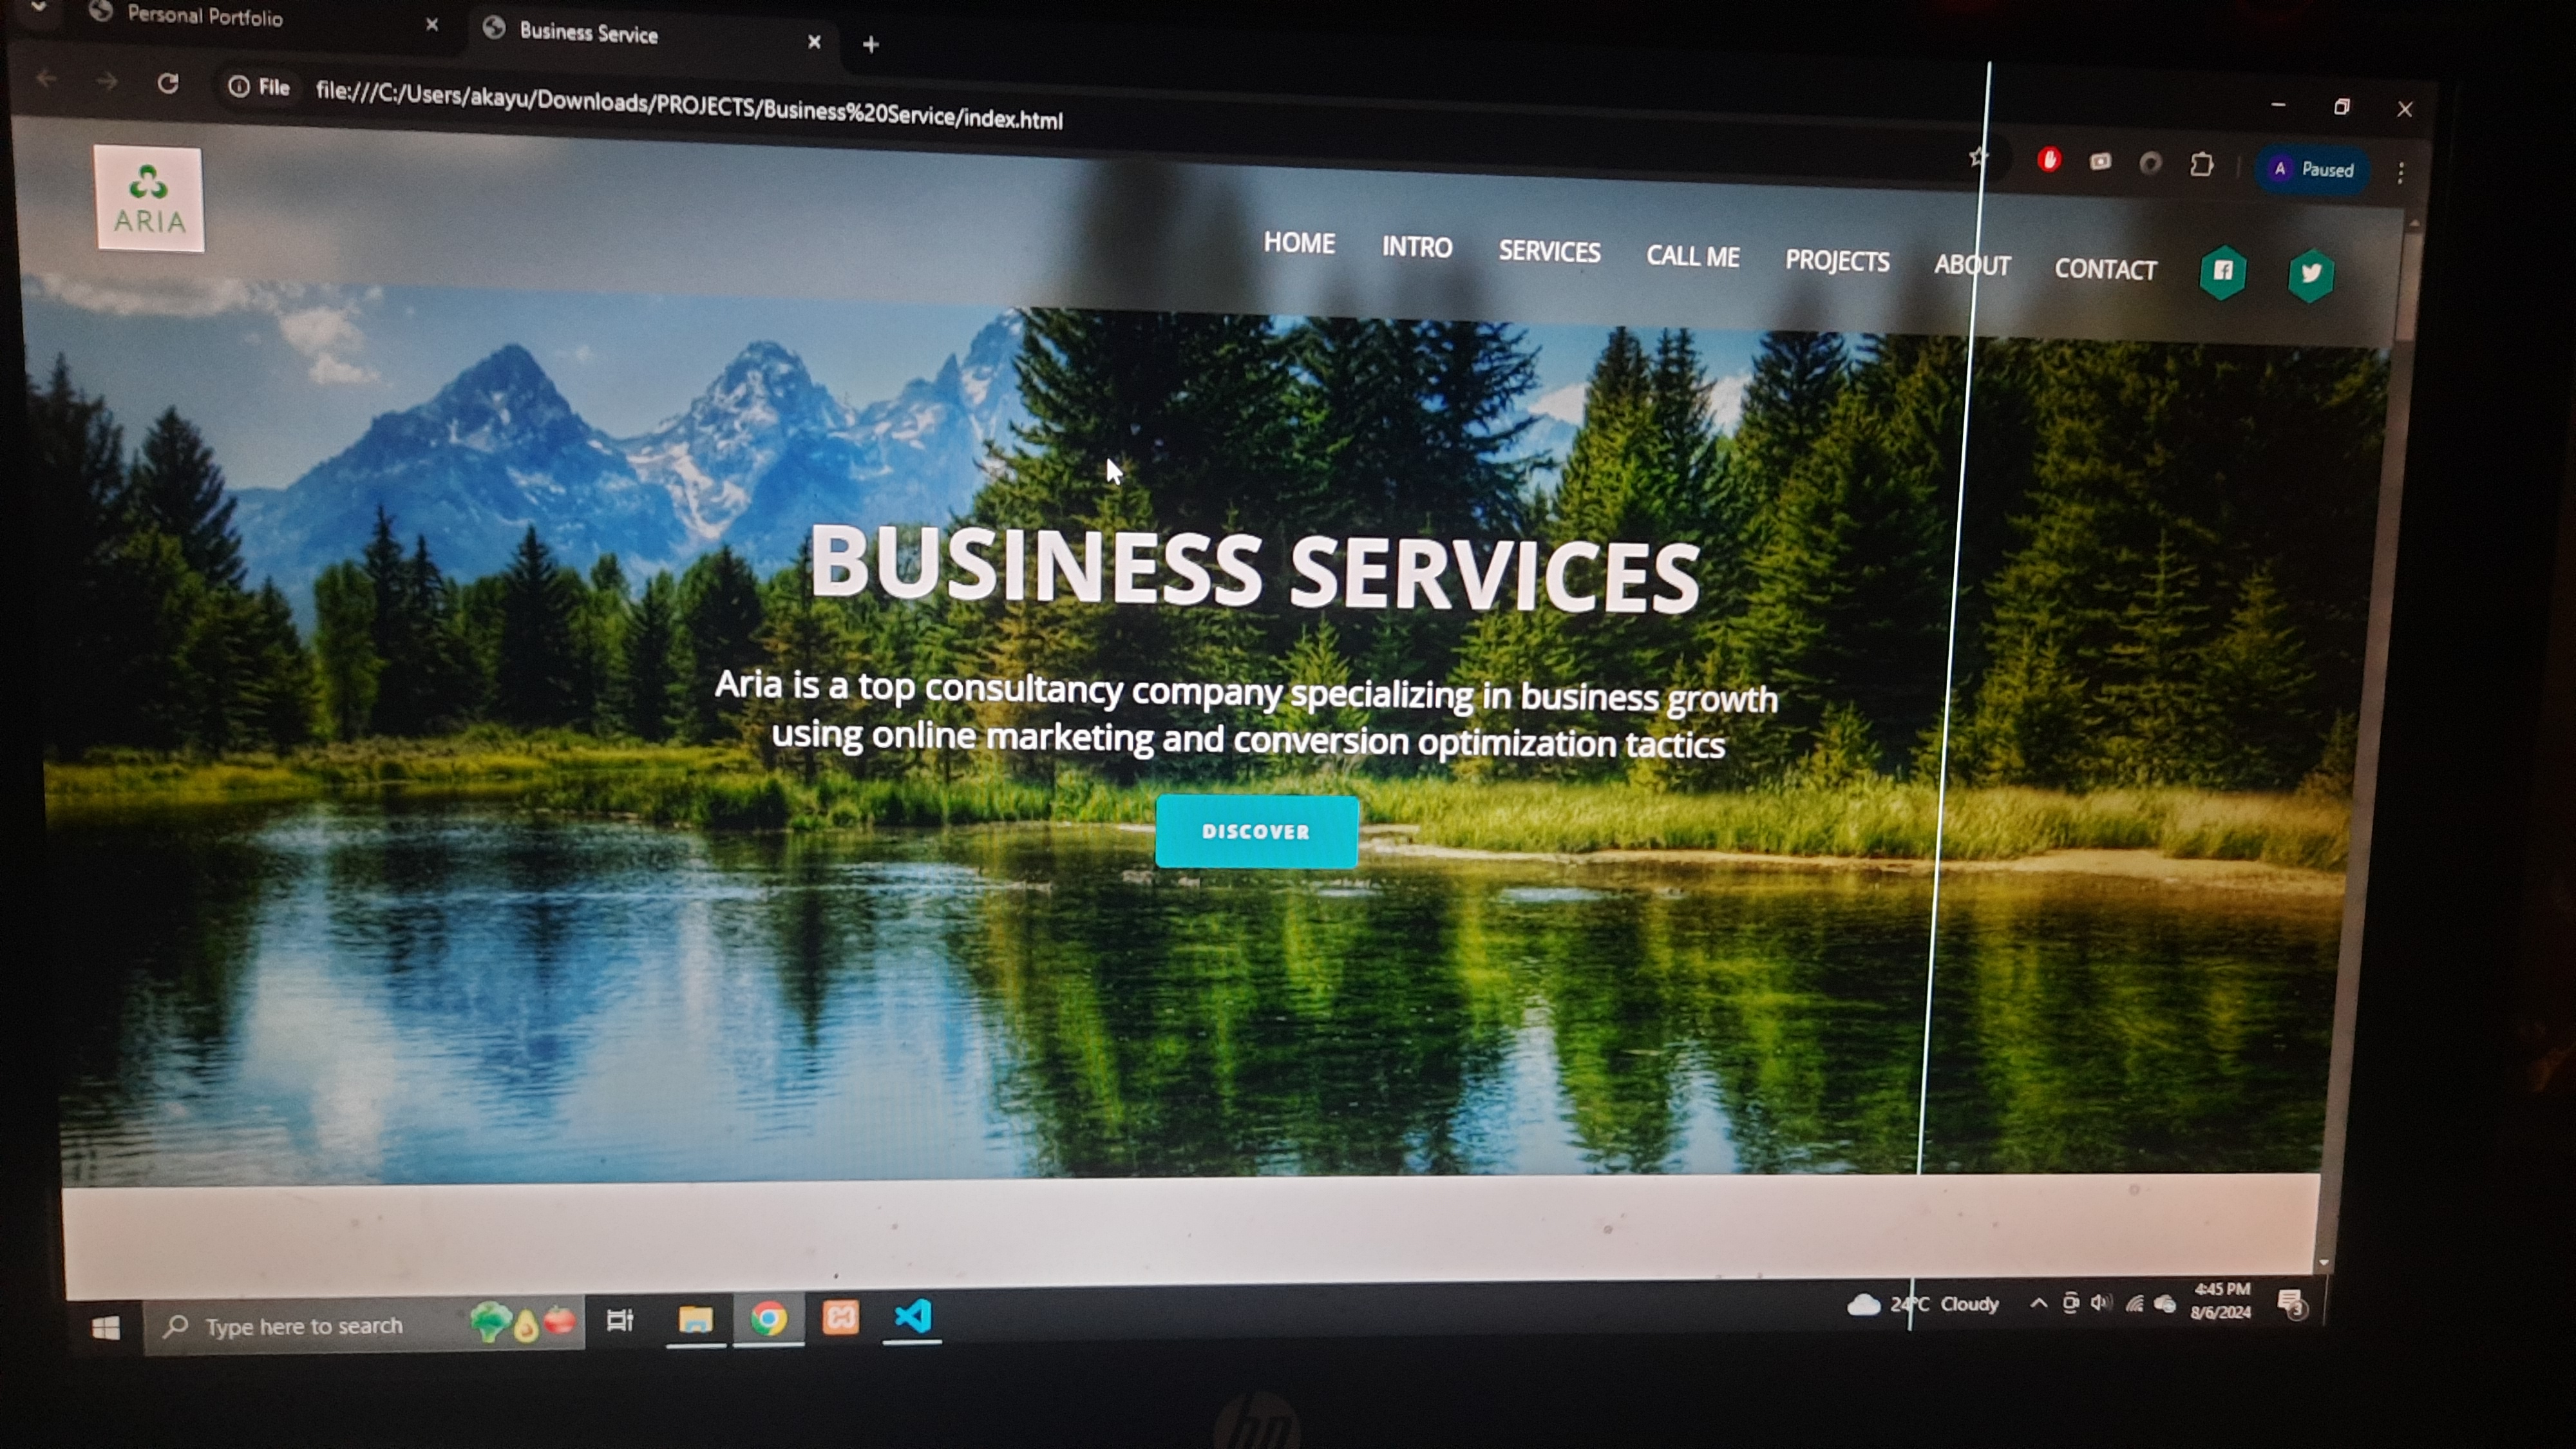 Personal Portfolio
Business Service
File file:///C:/Users/akayu/Downloads/PROJECTS/Business%20Service/index.html
A Paused
ARIA
HOME INTRO SERVICES CALL ME PROJECTS ABOUT CONTACT
BUSINESS SERVICES
Aria is a top consultancy company specializing in business growth
using online marketing and conversion optimization tactics
DISCOVER
Type here to search
24°C Cloudy
4:45 PM
8/6/2024
3
hp